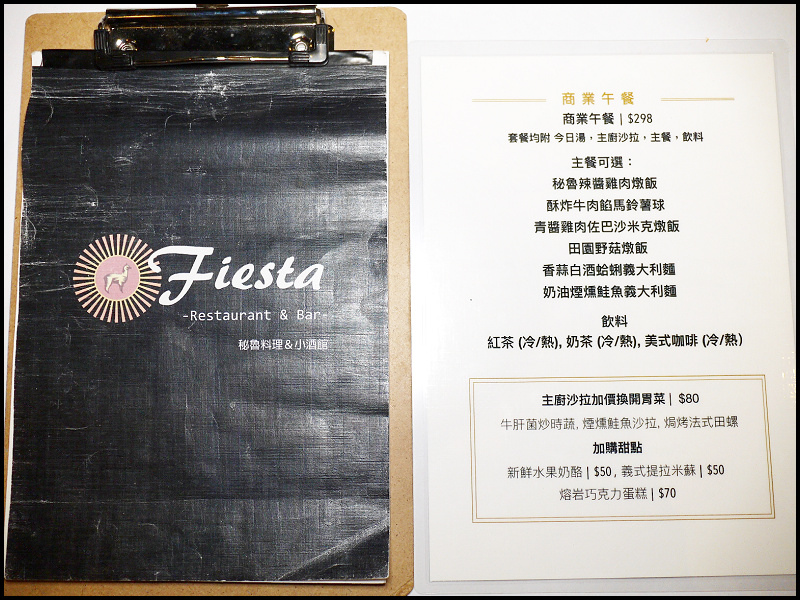 Fiesta
-Restaurant & Bar-
秘魯料理&小酒館
商業午餐
商業午餐 | $298
套餐均附 今日湯，主廚沙拉，主餐，飲料
主餐可選：
秘魯辣醬雞肉燉飯
酥炸牛肉餡馬鈴薯球
青醬雞肉佐巴沙米克燉飯
田園野菇燉飯
香蒜白酒蛤蜊義大利麵
奶油煙燻鮭魚義大利麵
飲料
紅茶 (冷/熱), 奶茶 (冷/熱), 美式咖啡 (冷/熱)
主廚沙拉加價換開胃菜 | $80
牛肝菌炒時蔬, 煙燻鮭魚沙拉, 焗烤法式田螺
加購甜點
新鮮水果奶酪 | $50 , 義式提拉米蘇 | $50
熔岩巧克力蛋糕 | $70